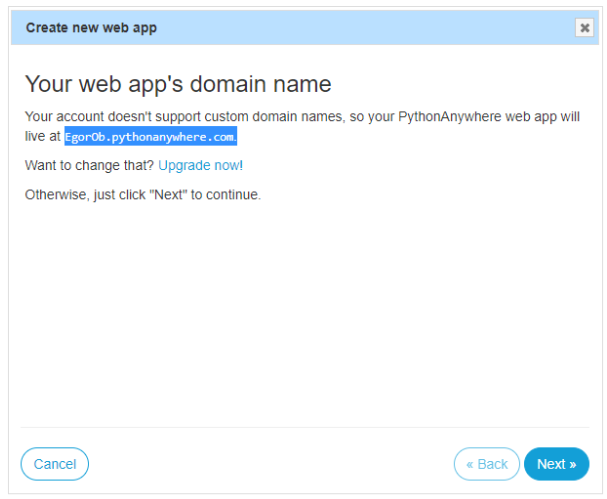 Create new web app
Your web app's domain name
Your account doesn't support custom domain names, so your PythonAnywhere web app will
live at EgorOb.pythonanywhere.com.
Want to change that? Upgrade now!
Otherwise, just click "Next" to continue.
Cancel
« Back
Next »